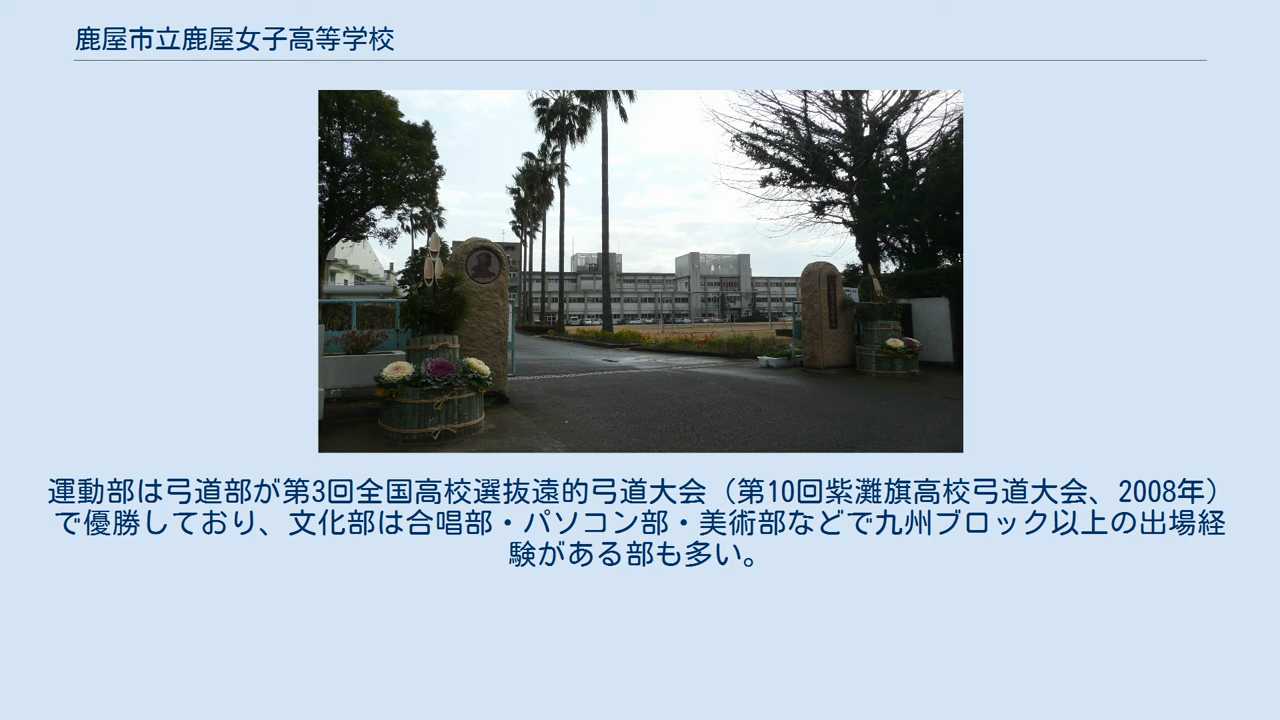 鹿屋市立鹿屋女子高等学校
運動部は弓道部が第3回全国高校選抜遠的弓道大会（第10回紫灘旗高校弓道大会、2008年）
で優勝しており、文化部は合唱部・パソコン部・美術部などで九州ブロック以上の出場経
験がある部も多い。